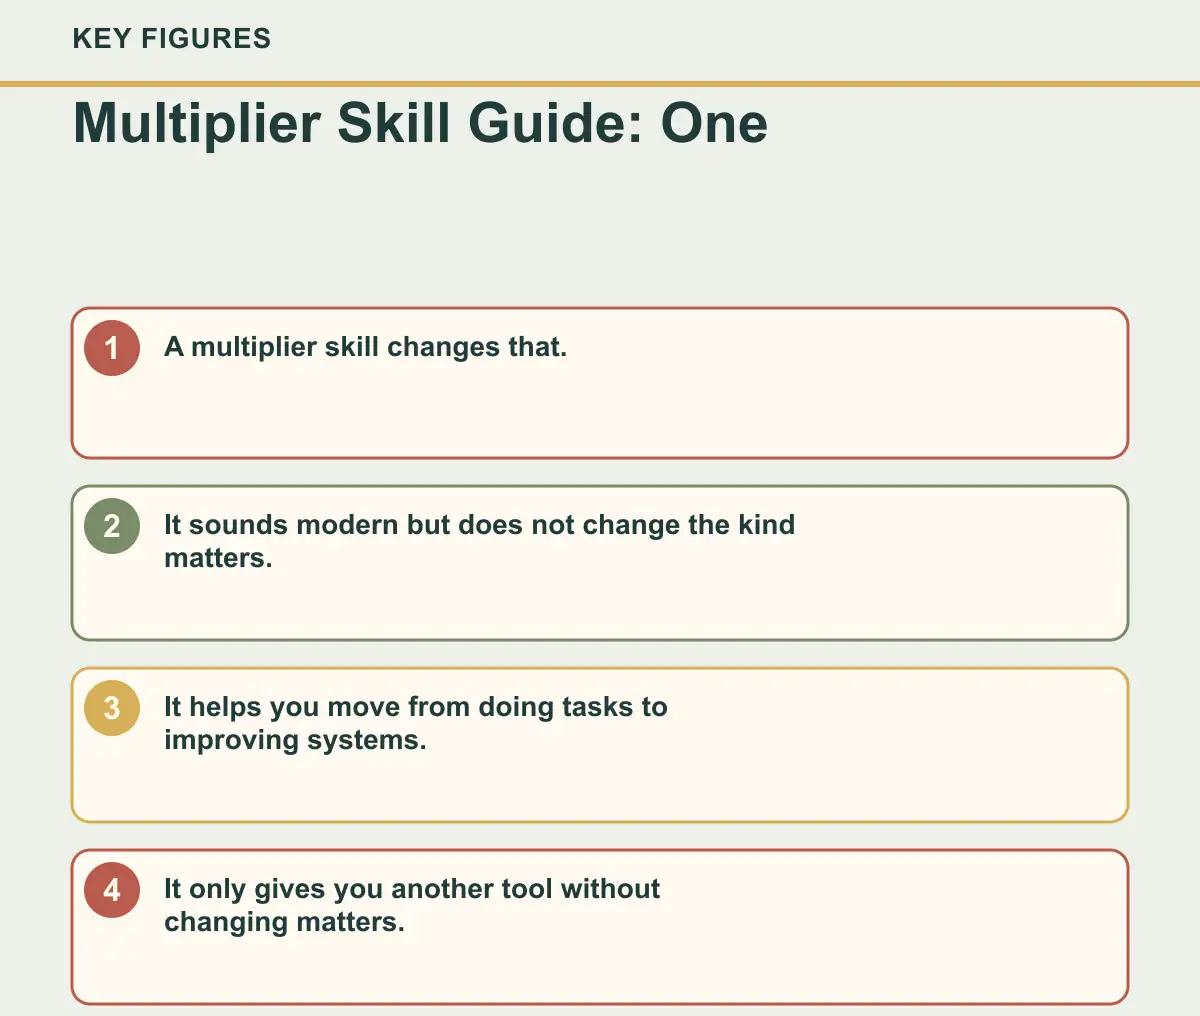 KEY FIGURES
Multiplier Skill Guide: One
1
A multiplier skill changes that.
2
It sounds modern but does not change the kind
matters.
3
It helps you move from doing tasks to
improving systems.
4
It only gives you another tool without
changing matters.